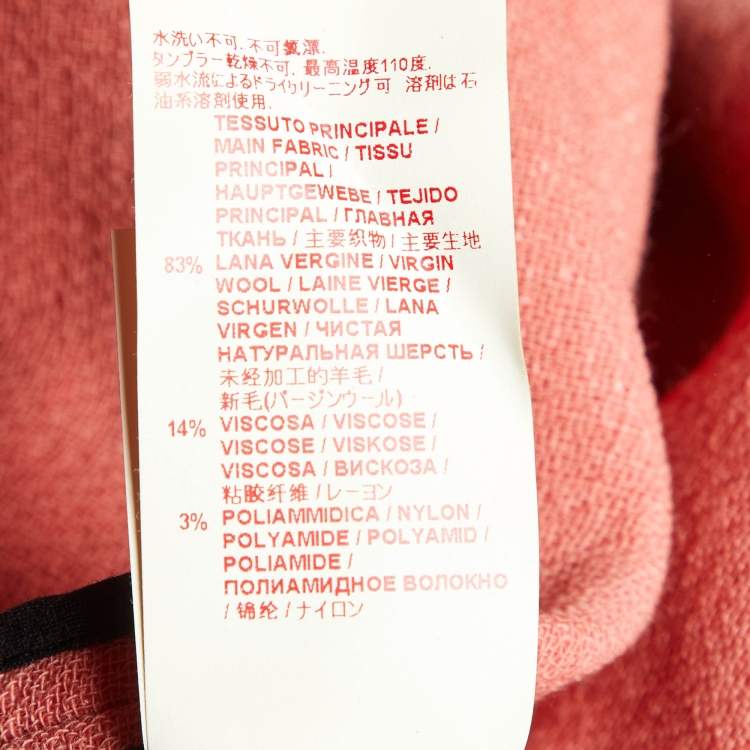 水洗い不可. 不可氯漂.
タンブラー乾燥不可. 最高温度110度.
弱水流によるドライクリーニング可 溶剤は石
油系溶剤使用.
TESSUTO PRINCIPALE /
MAIN FABRIC / TISSU
PRINCIPAL /
HAUPTGEWEBE / TEJIDO
PRINCIPAL / ГЛАВНАЯ
ТКАНЬ / 主要织物 / 主要生地
83% LANA VERGINE / VIRGIN
WOOL / LAINE VIERGE /
SCHURWOLLE / LANA
VIRGEN / ЧИСТАЯ
НАТУРАЛЬНАЯ ШЕРСТЬ /
未经加工的羊毛 /
新毛(バージンウール)
14% VISCOSA / VISCOSE /
VISCOSE / VISKOSE /
VISCOSA / ВИСКОЗА /
粘胶纤维 / レーヨン
3% POLIAMMIDICA / NYLON /
POLYAMIDE / POLYAMID /
POLIAMIDE /
ПОЛИАМИДНОЕ ВОЛОКНО
/ 锦纶 / ナイロン